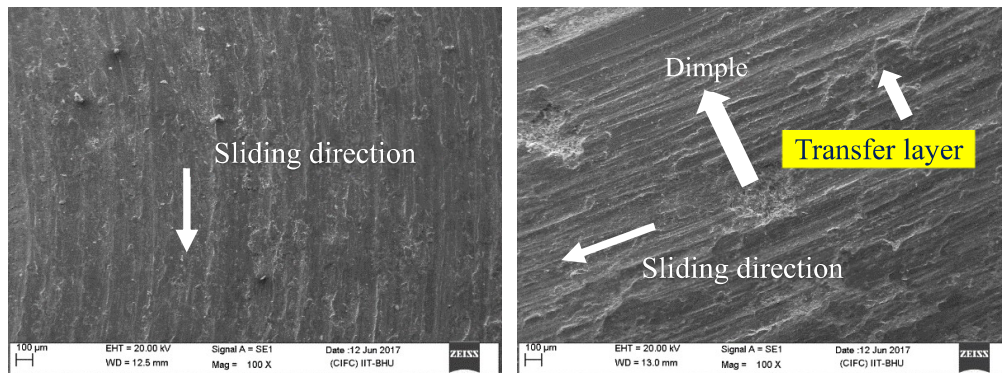 Sliding direction
100 µm
EHT = 20.00 kV
WD = 12.5 mm
Signal A = SE1
Mag = 100 X
Date :12 Jun 2017
(CIFC) IIT-BHU
ZEISS
Dimple
Transfer layer
Sliding direction
100 µm
EHT = 20.00 kV
WD = 13.0 mm
Signal A = SE1
Mag = 100 X
Date :12 Jun 2017
(CIFC) IIT-BHU
ZEISS